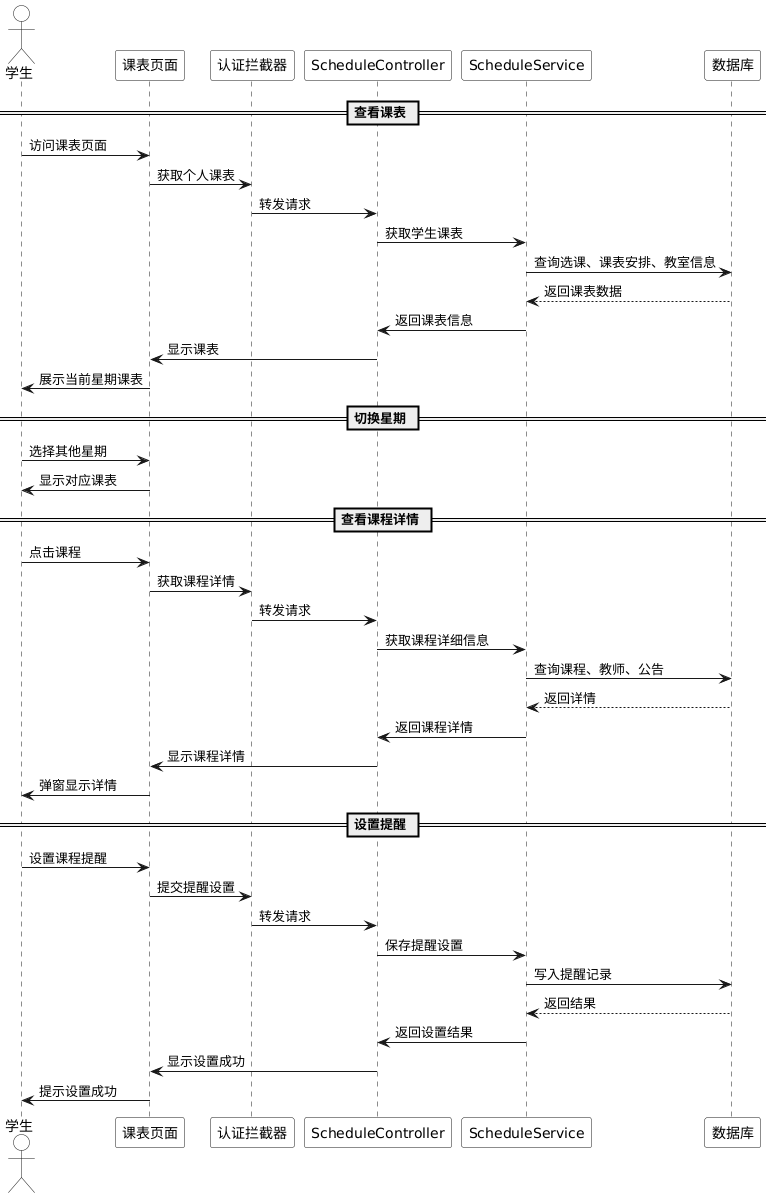 学生
课表页面
认证拦截器
ScheduleController
ScheduleService
数据库
查看课表
访问课表页面
获取个人课表
转发请求
获取学生课表
查询选课、课表安排、教室信息
返回课表数据
返回课表信息
显示课表
展示当前星期课表
切换星期
选择其他星期
显示对应课表
查看课程详情
点击课程
获取课程详情
转发请求
获取课程详细信息
查询课程、教师、公告
返回详情
返回课程详情
显示课程详情
弹窗显示详情
设置提醒
设置课程提醒
提交提醒设置
转发请求
保存提醒设置
写入提醒记录
返回结果
返回设置结果
显示设置成功
提示设置成功
学生
课表页面
认证拦截器
ScheduleController
ScheduleService
数据库